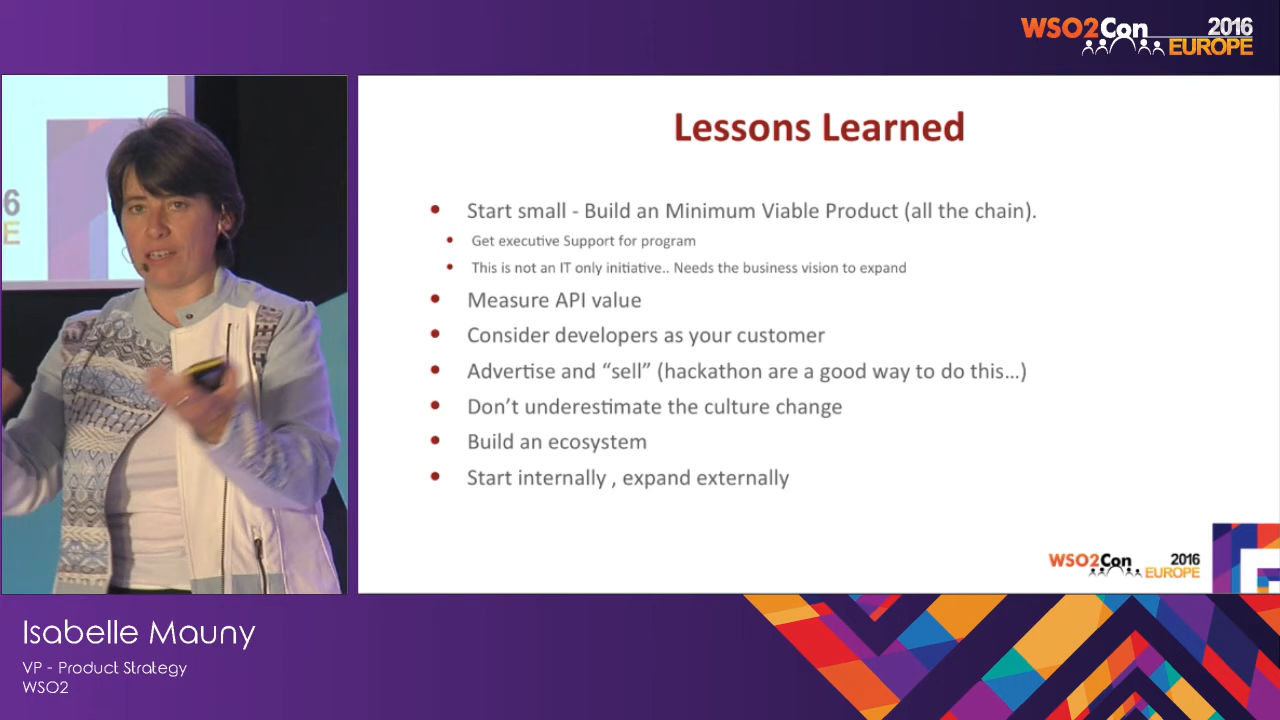 WSO2Con 2016
EUROPE
6
E
Lessons Learned
• Start small - Build an Minimum Viable Product (all the chain).
• Get executive Support for program
• This is not an IT only initiative.. Needs the business vision to expand
• Measure API value
• Consider developers as your customer
• Advertise and “sell” (hackathon are a good way to do this…)
• Don’t underestimate the culture change
• Build an ecosystem
• Start internally , expand externally
WSO2Con 2016
EUROPE
Isabelle Mauny
VP - Product Strategy
WSO2